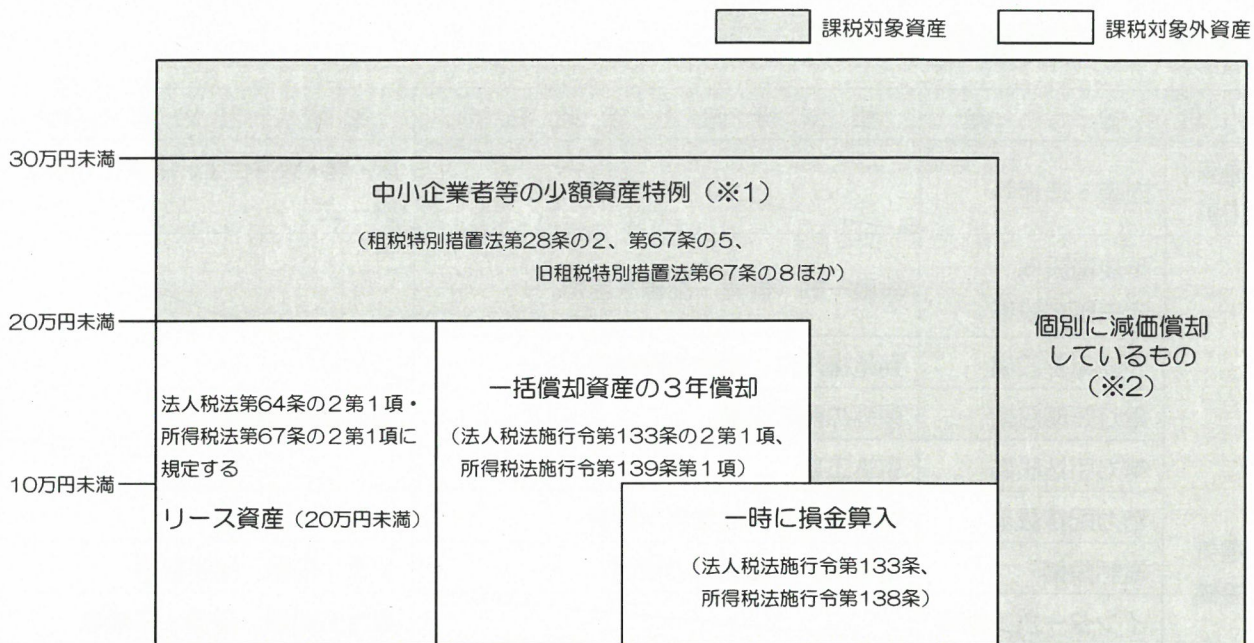 課税対象資産
課税対象外資産
30万円未満
中小企業者等の少額資産特例（※1）
（租税特別措置法第28条の2、第67条の5、
旧租税特別措置法第67条の8ほか）
20万円未満
個別に減価償却
しているもの
（※2）
法人税法第64条の2第1項・
所得税法第67条の2第1項に
規定する
リース資産（20万円未満）
一括償却資産の3年償却
（法人税法施行令第133条の2第1項、
所得税法施行令第139条第1項）
10万円未満
一時に損金算入
（法人税法施行令第133条、
所得税法施行令第138条）